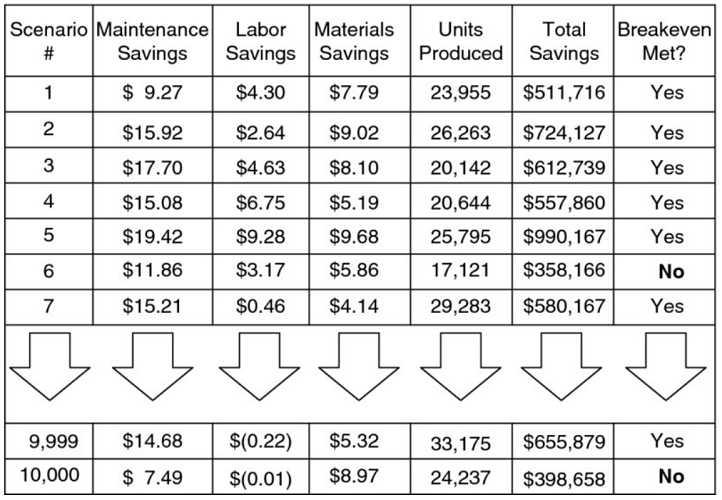 Scenario # Maintenance Savings Labor Savings Materials Savings Units Produced Total Savings Breakeven Met?
1 $ 9.27 $4.30 $7.79 23,955 $511,716 Yes
2 $15.92 $2.64 $9.02 26,263 $724,127 Yes
3 $17.70 $4.63 $8.10 20,142 $612,739 Yes
4 $15.08 $6.75 $5.19 20,644 $557,860 Yes
5 $19.42 $9.28 $9.68 25,795 $990,167 Yes
6 $11.86 $3.17 $5.86 17,121 $358,166 No
7 $15.21 $0.46 $4.14 29,283 $580,167 Yes
9,999 $14.68 $(0.22) $5.32 33,175 $655,879 Yes
10,000 $ 7.49 $(0.01) $8.97 24,237 $398,658 No